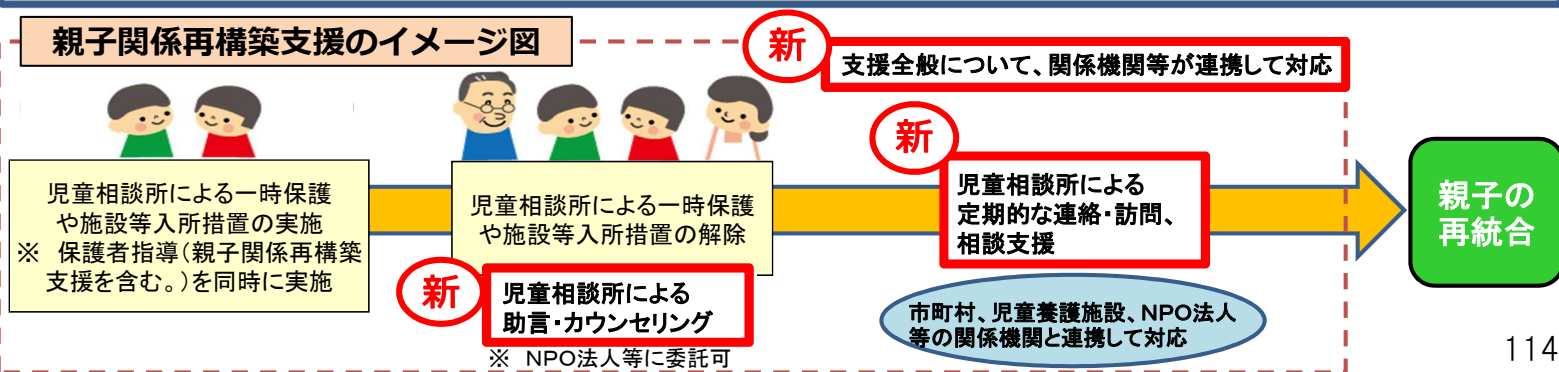 親子関係再構築支援のイメージ図
新
支援全般について、関係機関等が連携して対応
児童相談所による一時保護
や施設等入所措置の実施
※ 保護者指導(親子関係再構築
支援を含む。)を同時に実施
児童相談所による一時保護
や施設等入所措置の解除
新
児童相談所による
助言・カウンセリング
※ NPO法人等に委託可
新
児童相談所による
定期的な連絡・訪問、
相談支援
市町村、児童養護施設、NPO法人
等の関係機関と連携して対応
親子の
再統合
114